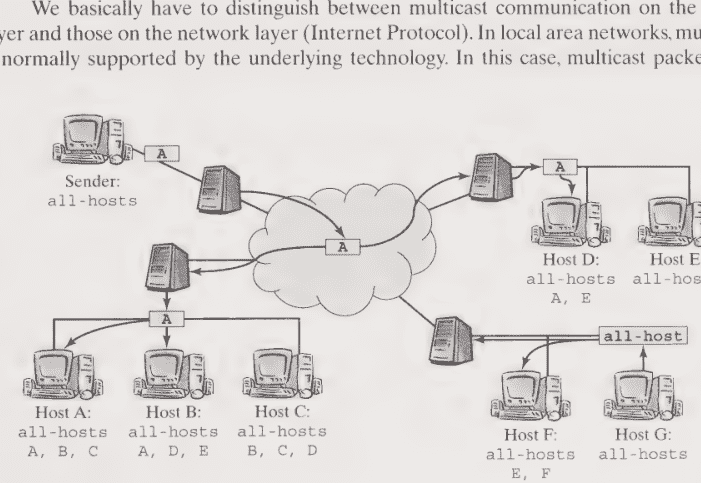 We basically have to distinguish between multicast communication on the
yer and those on the network layer (Internet Protocol). In local area networks, mu
normally supported by the underlying technology. In this case, multicast packe
A
Sender:
all-hosts
A
A
Host D:
all-hosts
A, E
Host E
all-hos
A
all-host
Host A:
all-hosts
A, B, C
Host B:
all-hosts
A, D, E
Host C:
all-hosts
B, C, D
Host F:
all-hosts
E, F
Host G:
all-hosts